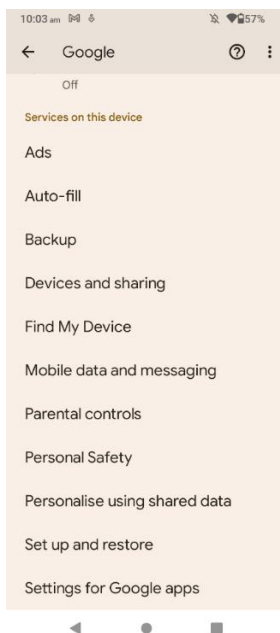 10:03 am 57%
Google
Off
Services on this device
Ads
Auto-fill
Backup
Devices and sharing
Find My Device
Mobile data and messaging
Parental controls
Personal Safety
Personalise using shared data
Set up and restore
Settings for Google apps